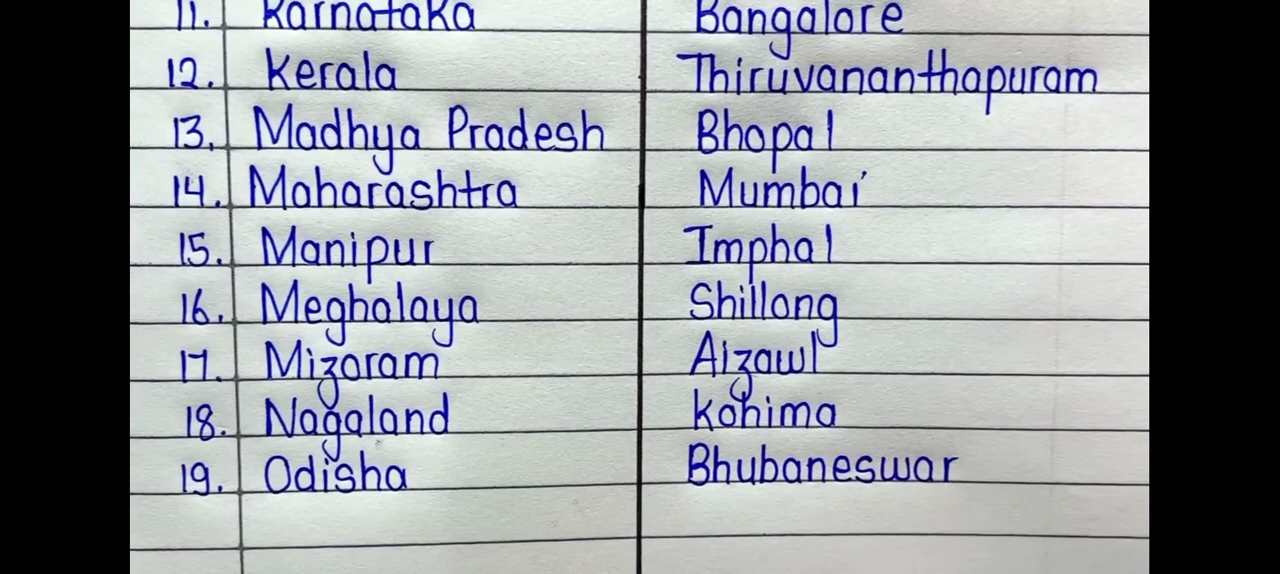 11. Karnataka Bangalore
12. Kerala Thiruvananthapuram
13. Madhya Pradesh Bhopal
14. Maharashtra Mumbai
15. Manipur Imphal
16. Meghalaya Shillong
17. Mizoram Aizawl
18. Nagaland Kohima
19. Odisha Bhubaneswar